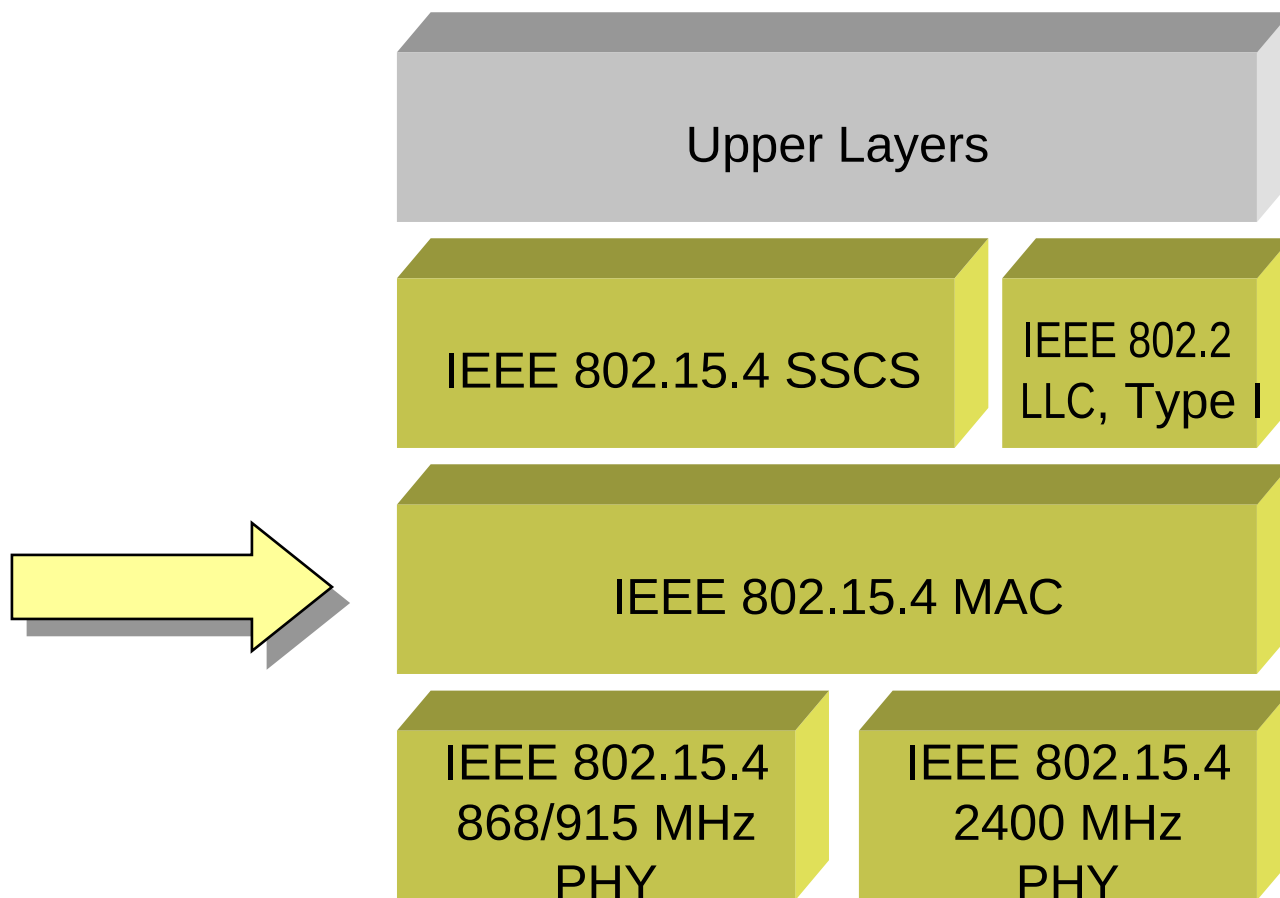 Upper Layers
IEEE 802.15.4 SSCS
IEEE 802.2
LLC, Type I
IEEE 802.15.4 MAC
IEEE 802.15.4
868/915 MHz
PHY
IEEE 802.15.4
2400 MHz
PHY